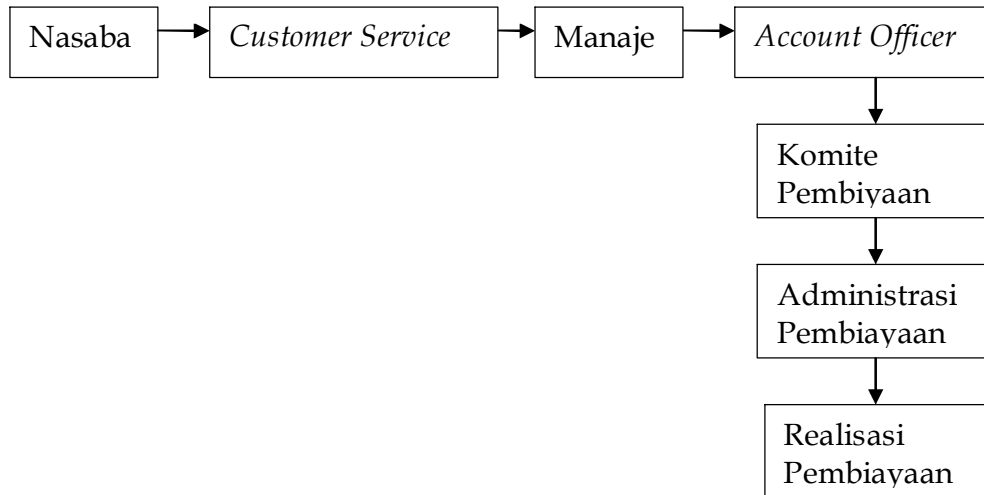 Nasaba
Customer Service
Manaje
Account Officer
Komite
Pembiyaan
Administrasi
Pembiayaan
Realisasi
Pembiayaan